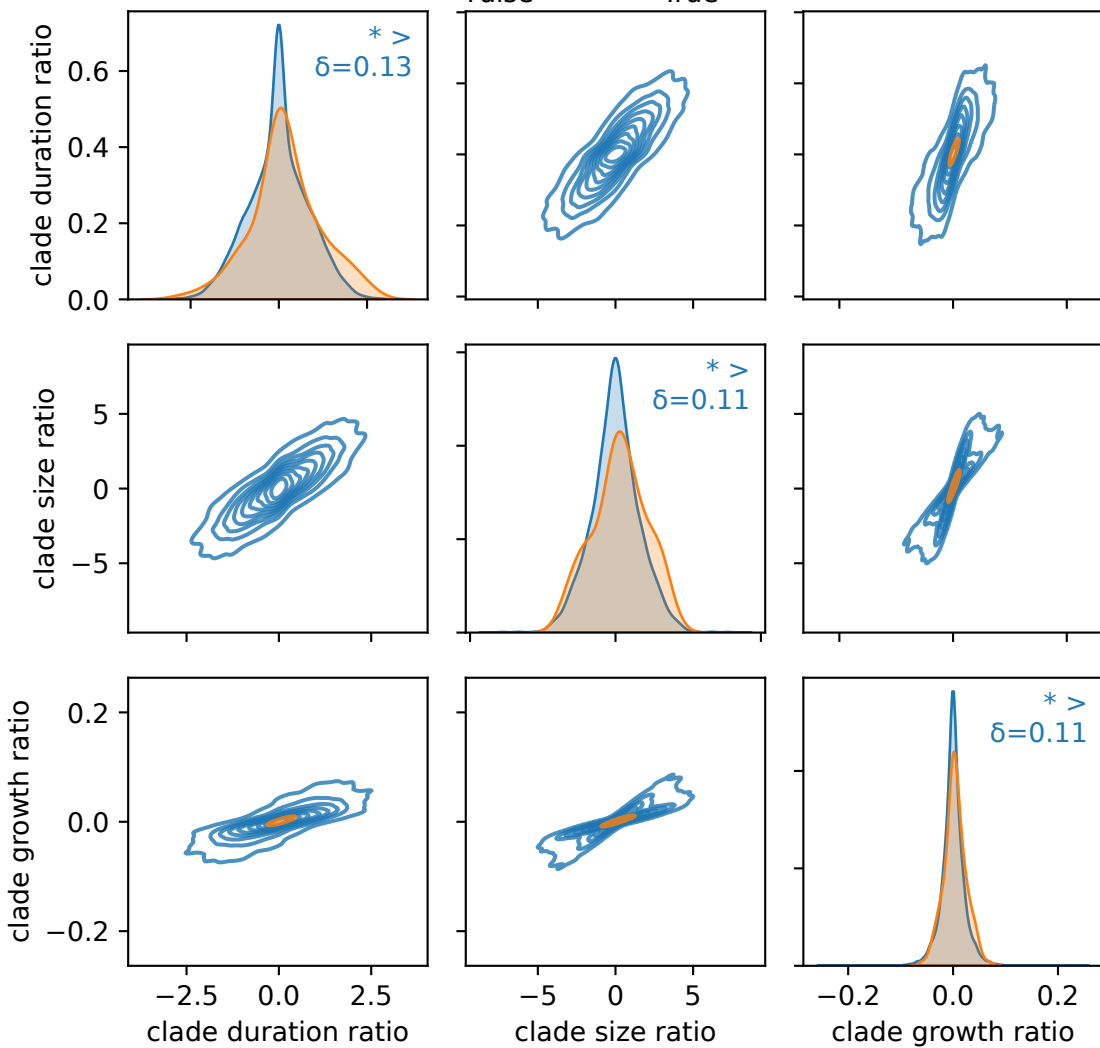 False True
clade duration ratio
0.6
0.4
0.2
0.0
* >
δ=0.13
clade size ratio
5
0
−5
* >
δ=0.11
clade growth ratio
0.2
0.0
−0.2
* >
δ=0.11
−2.5 0.0 2.5
−5 0 5
−0.2 0.0 0.2
clade duration ratio
clade size ratio
clade growth ratio